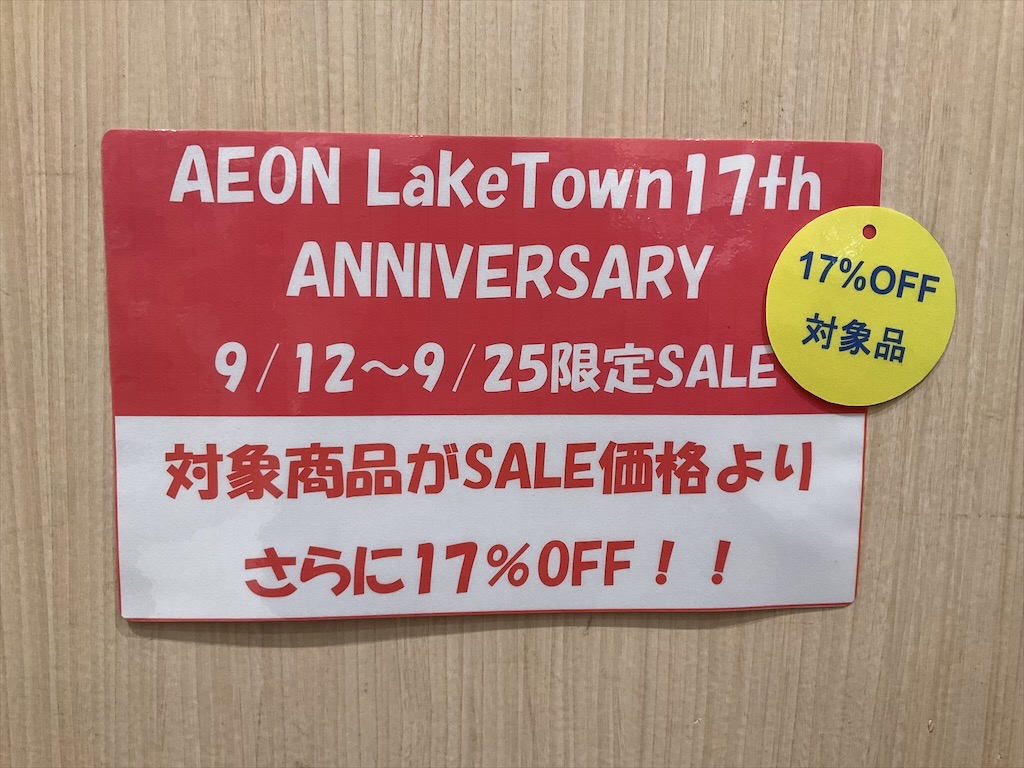 AEON LakeTown17th
ANNIVERSARY
9/12～9/25限定SALE
17%OFF
対象品
対象商品がSALE価格より
さらに17%OFF！！